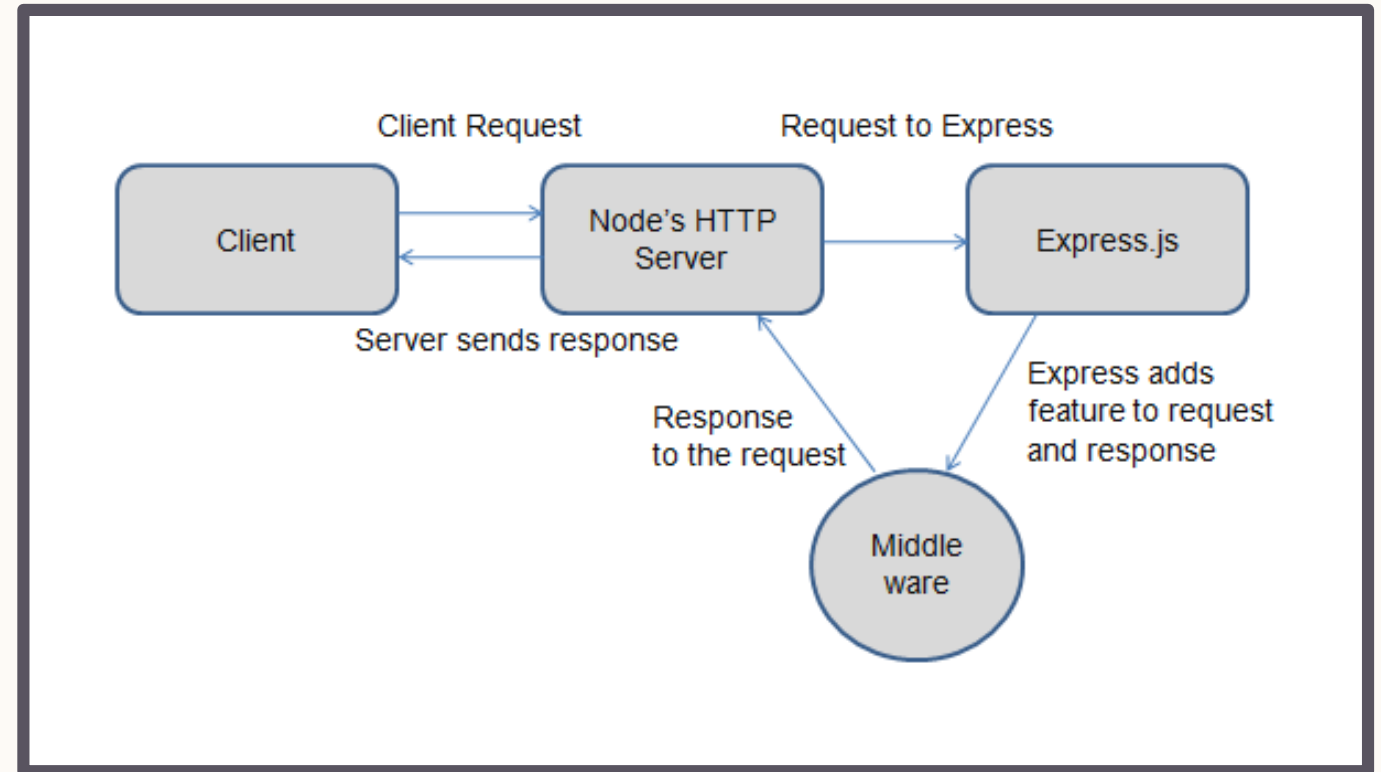 Client Request
Request to Express
Client
Node’s HTTP
Server
Express.js
Server sends response
Express adds
feature to request
and response
Response
to the request
Middle
ware